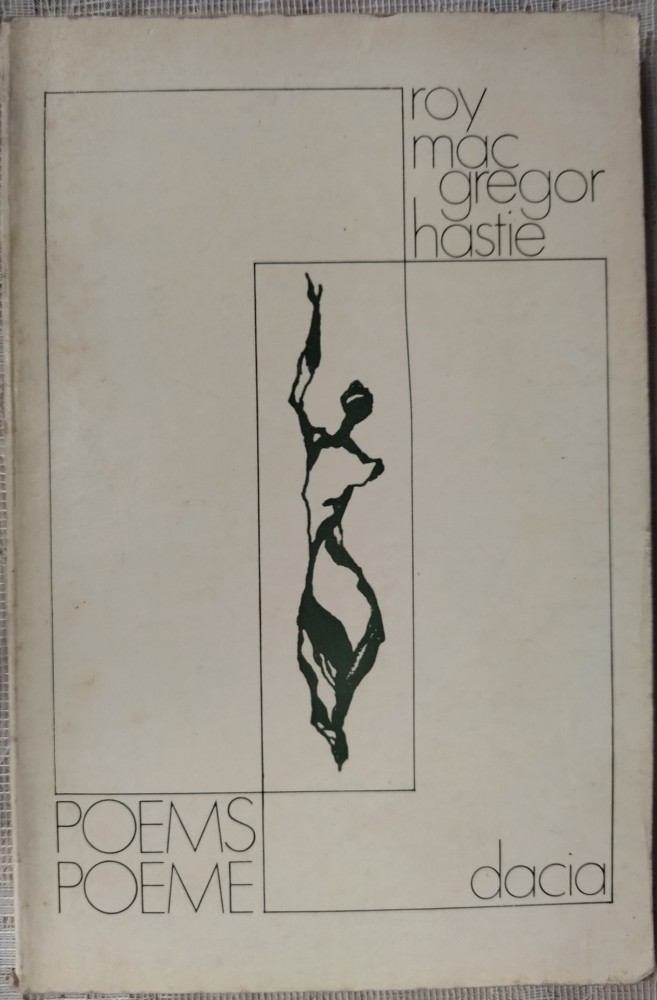 roy
mac
gregor
hastie
POEMS
POEME
dacia